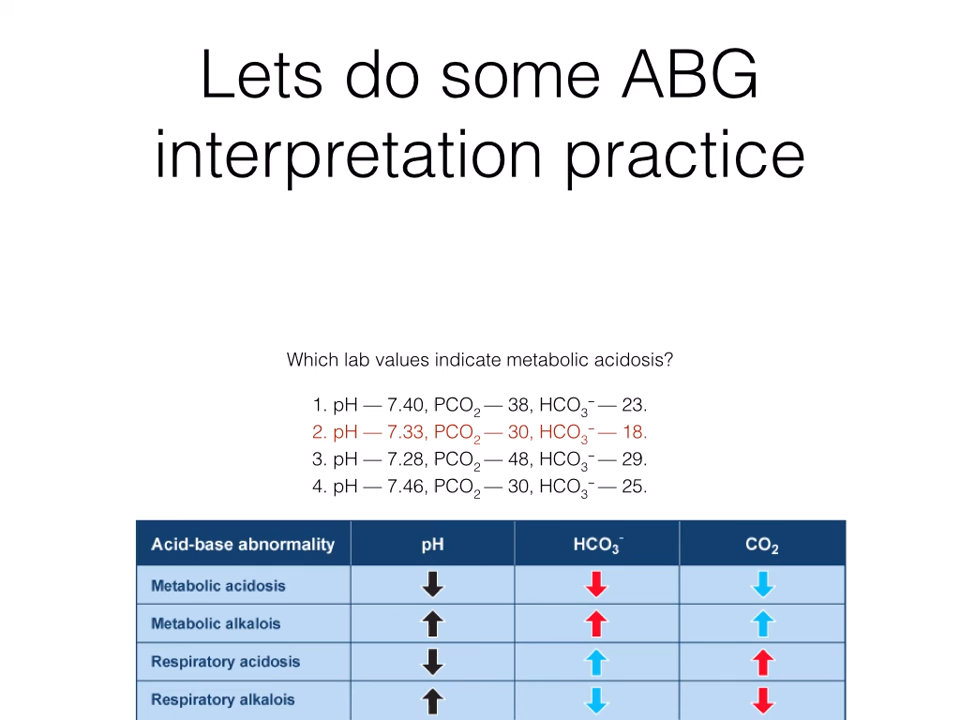 Lets do some ABG
interpretation practice
Which lab values indicate metabolic acidosis?
1. pH — 7.40, PCO₂ — 38, HCO₃⁻ — 23.
2. pH — 7.33, PCO₂ — 30, HCO₃⁻ — 18.
3. pH — 7.28, PCO₂ — 48, HCO₃⁻ — 29.
4. pH — 7.46, PCO₂ — 30, HCO₃⁻ — 25.
Acid-base abnormality pH HCO₃⁻ CO₂
Metabolic acidosis
Metabolic alkalois
Respiratory acidosis
Respiratory alkalois